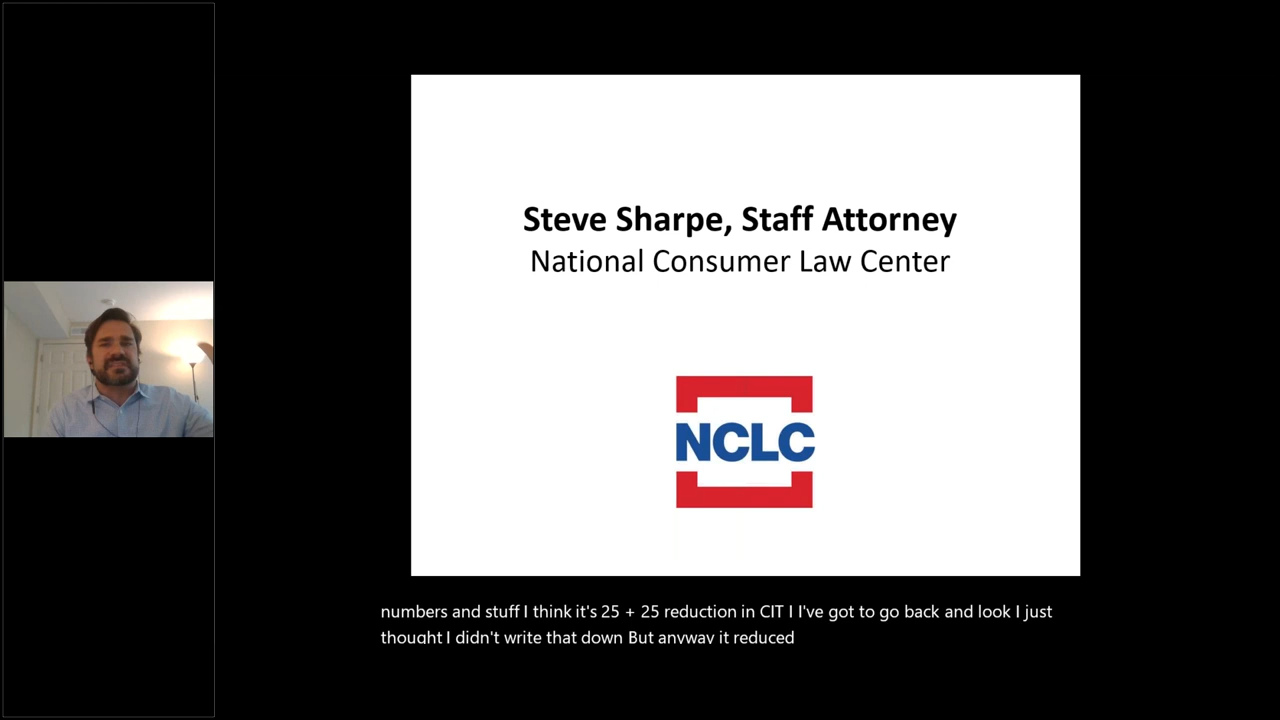 Steve Sharpe, Staff Attorney
National Consumer Law Center
NCLC
numbers and stuff I think it's 25 + 25 reduction in CIT I I've got to go back and look I just
thought I didn't write that down But anyway it reduced